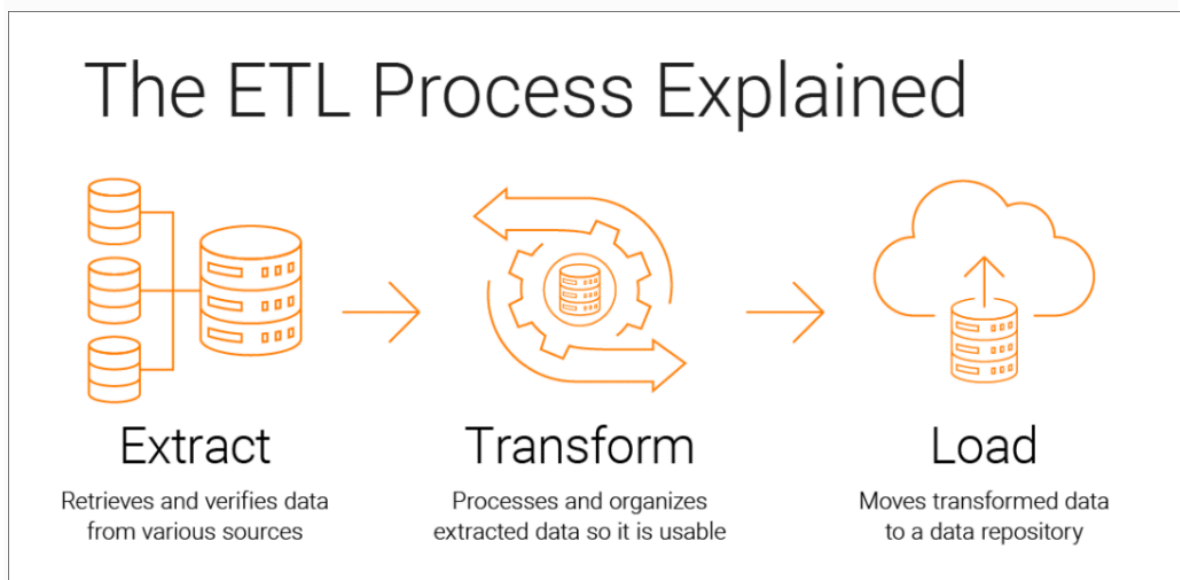 The ETL Process Explained
Extract
Retrieves and verifies data
from various sources
Transform
Processes and organizes
extracted data so it is usable
Load
Moves transformed data
to a data repository